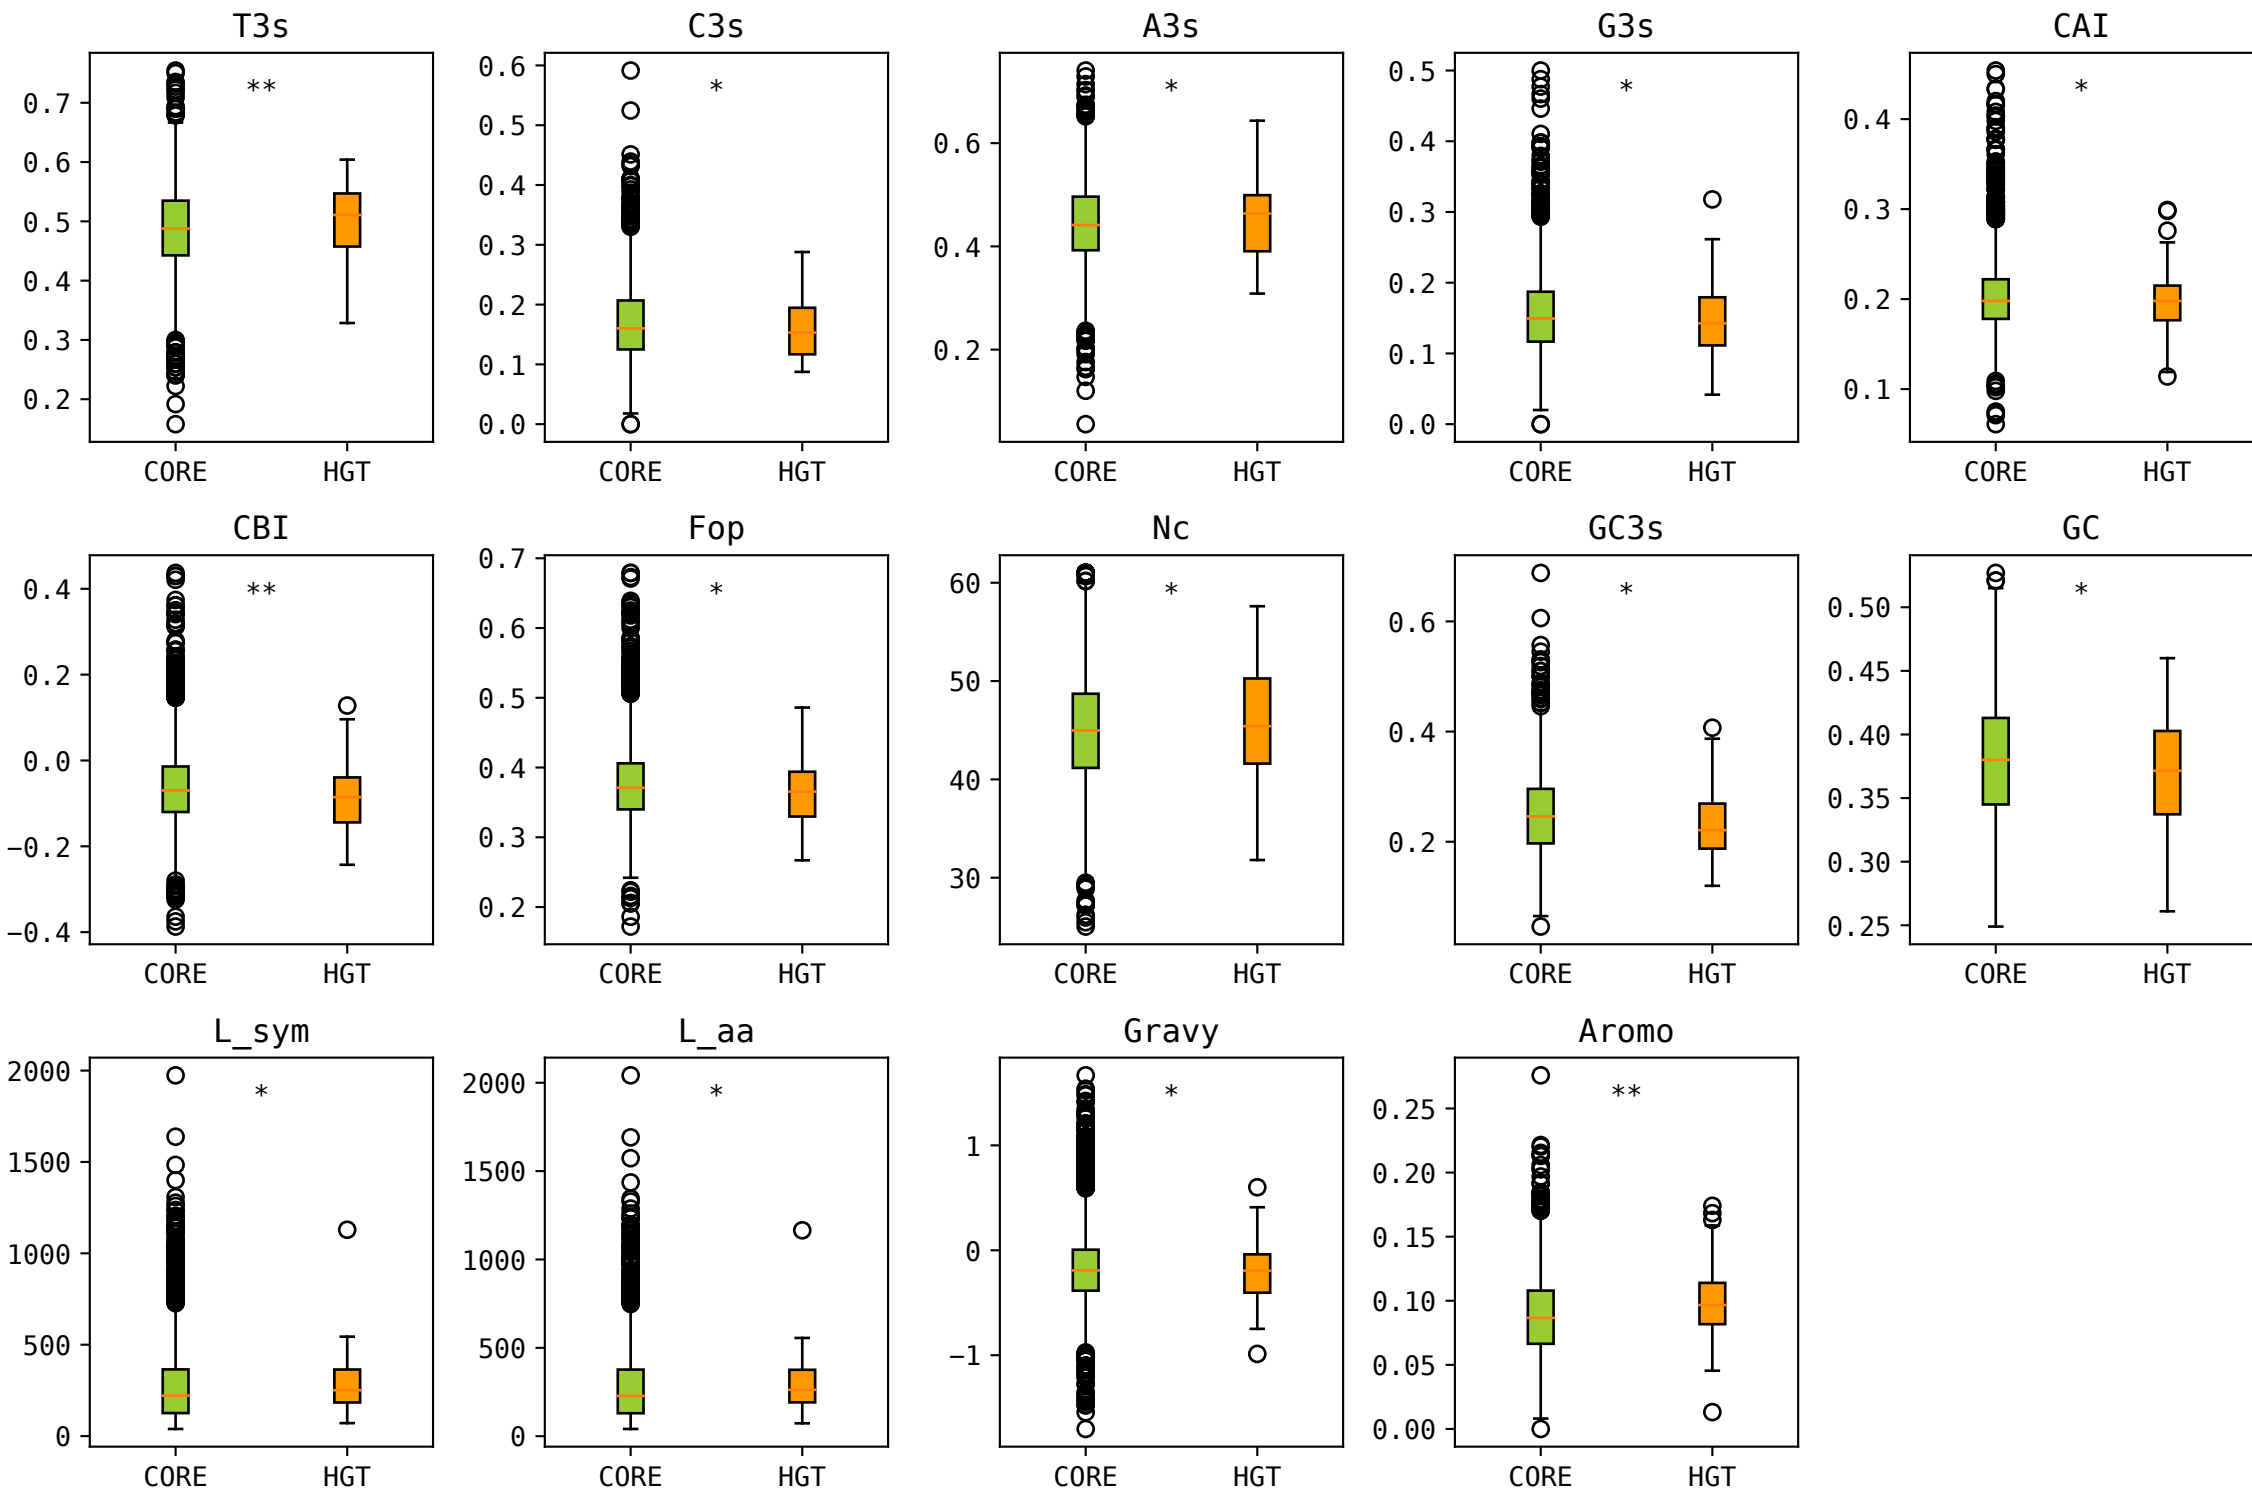 T3s C3s A3s G3s CAI
** * * * *
0.7 0.6 0.5 0.4 0.3 0.2
0.6 0.5 0.4 0.3 0.2 0.1 0.0
0.6 0.4 0.2
0.5 0.4 0.3 0.2 0.1 0.0
0.4 0.3 0.2 0.1
CORE HGT CORE HGT CORE HGT CORE HGT CORE HGT
CBI Fop Nc GC3s GC
** * * * *
0.4 0.2 0.0 −0.2 −0.4
0.7 0.6 0.5 0.4 0.3 0.2
60 50 40 30
0.6 0.4 0.2
0.50 0.45 0.40 0.35 0.30 0.25
CORE HGT CORE HGT CORE HGT CORE HGT CORE HGT
L_sym L_aa Gravy Aromo
* * * **
2000 1500 1000 500 0
2000 1500 1000 500 0
1 0 −1
0.25 0.20 0.15 0.10 0.05 0.00
CORE HGT CORE HGT CORE HGT CORE HGT